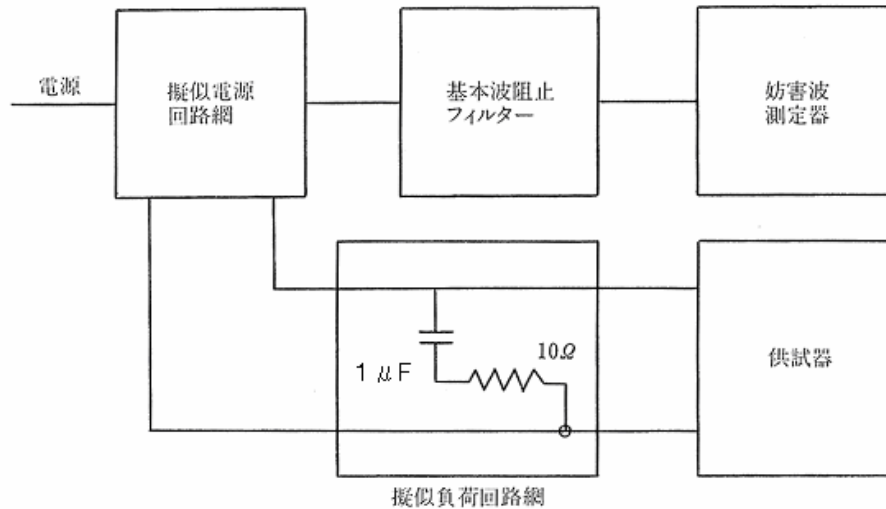 電源
擬似電源
回路網
基本波阻止
フィルター
妨害波
測定器
1 μF
10Ω
供試器
擬似負荷回路網